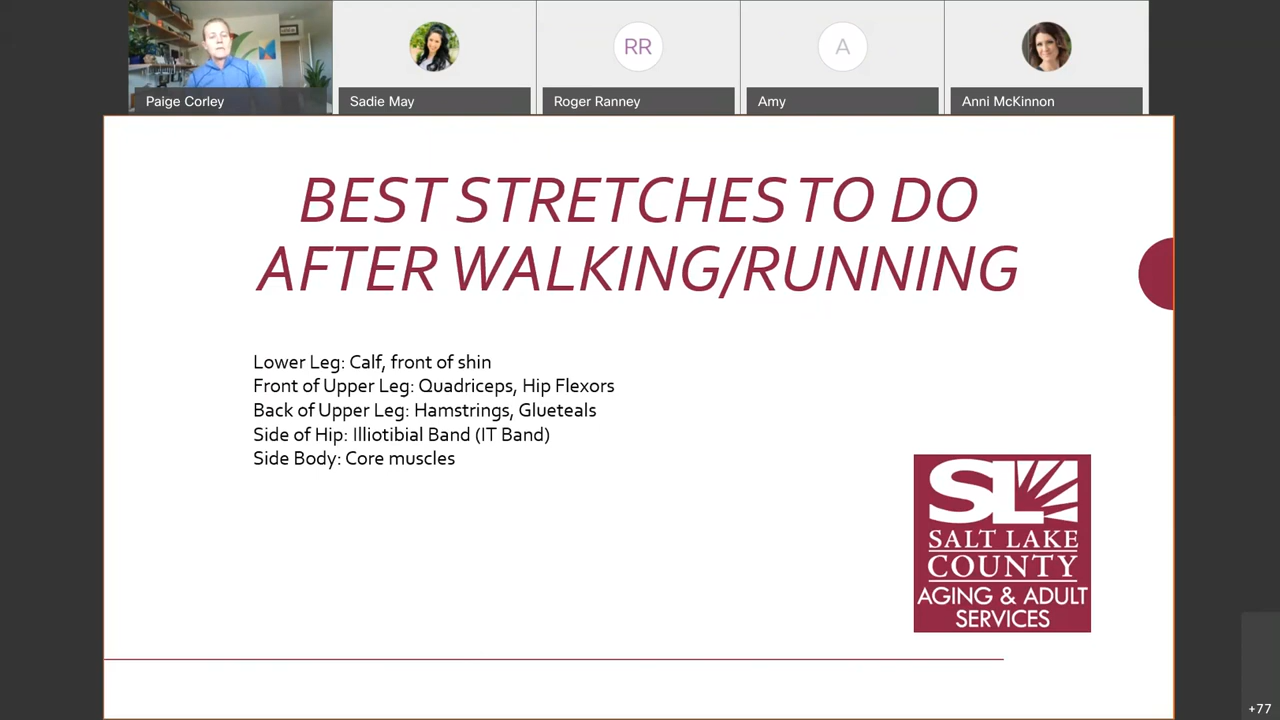 RR
A
Paige Corley
Sadie May
Roger Ranney
Amy
Anni McKinnon
BEST STRETCHES TO DO
AFTER WALKING/RUNNING
Lower Leg: Calf, front of shin
Front of Upper Leg: Quadriceps, Hip Flexors
Back of Upper Leg: Hamstrings, Glueteals
Side of Hip: Illiotibial Band (IT Band)
Side Body: Core muscles
SL
SALT LAKE
COUNTY
AGING & ADULT
SERVICES
+77